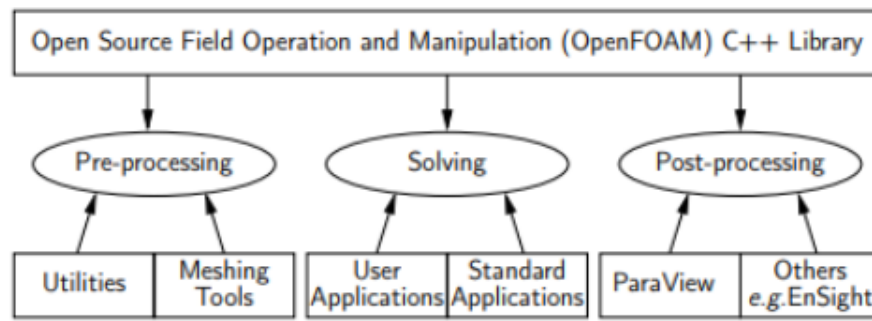 Open Source Field Operation and Manipulation (OpenFOAM) C++ Library
Pre-processing
Solving
Post-processing
Utilities
Meshing
Tools
User
Applications
Standard
Applications
ParaView
Others
e.g.EnSight